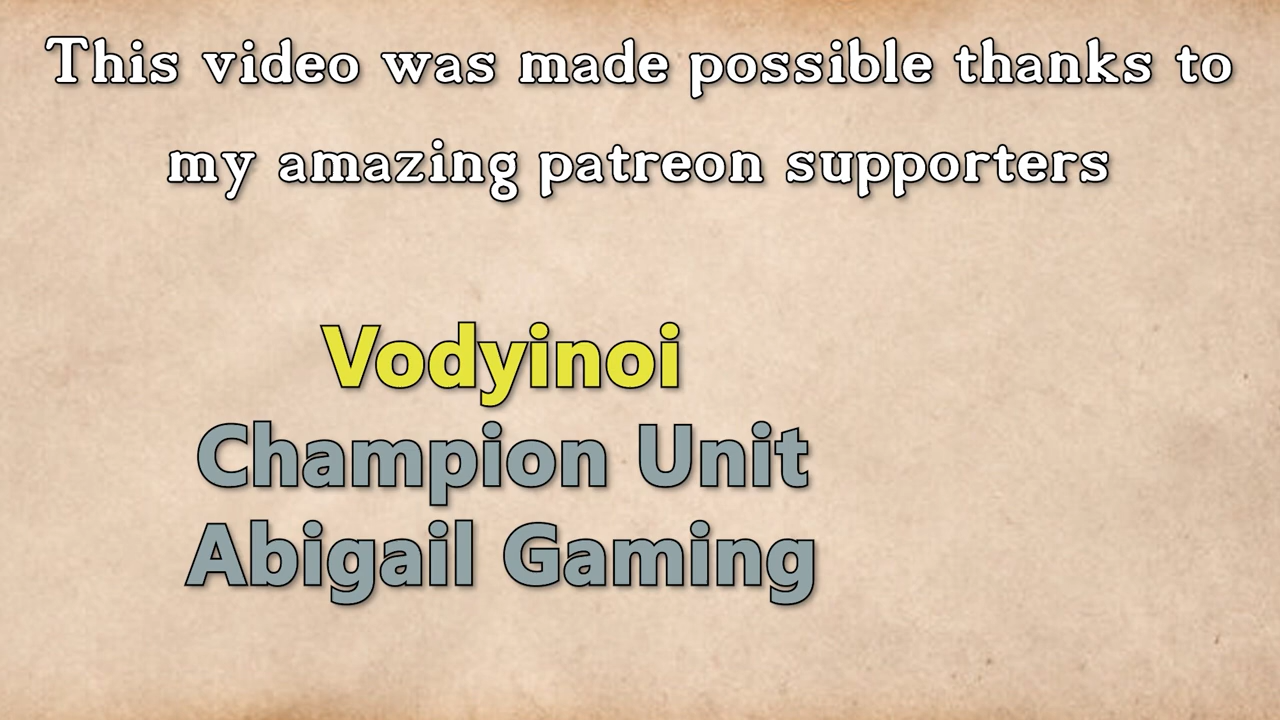 This video was made possible thanks to
my amazing patreon supporters
Vodyinoi
Champion Unit
Abigail Gaming